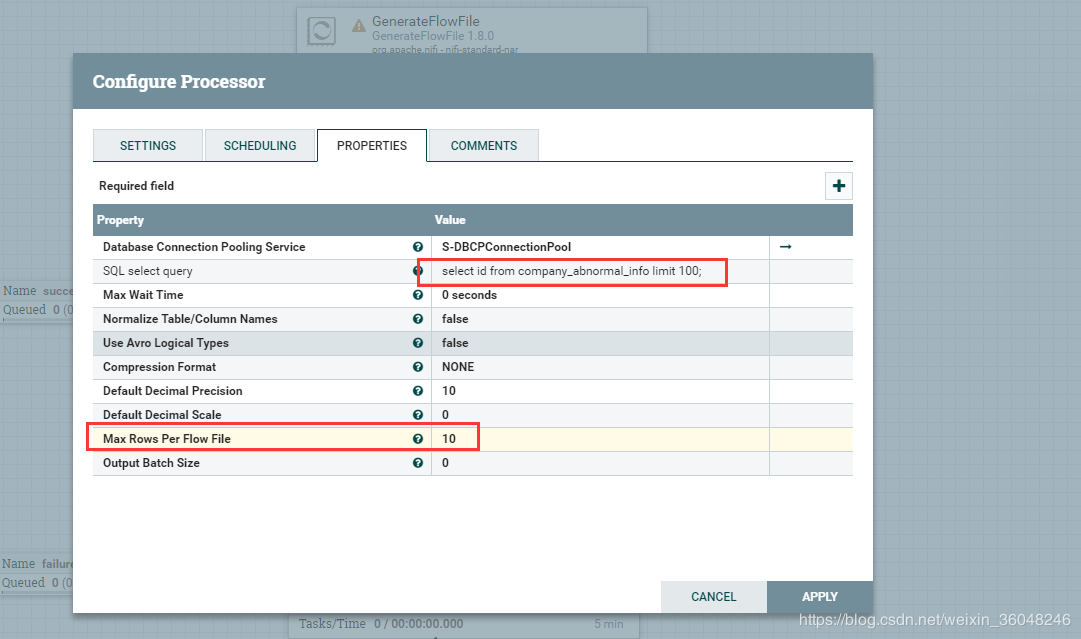 GenerateFlowFile
GenerateFlowFile 1.8.0
org.apache.nifi - nifi-standard-nar
Configure Processor
SETTINGS SCHEDULING PROPERTIES COMMENTS
Required field
Property Value
Database Connection Pooling Service S-DBCPConnectionPool
SQL select query select id from company_abnormal_info limit 100;
Max Wait Time 0 seconds
Normalize Table/Column Names false
Use Avro Logical Types false
Compression Format NONE
Default Decimal Precision 10
Default Decimal Scale 0
Max Rows Per Flow File 10
Output Batch Size 0
Name succe
Queued 0 (0
Name failure
Queued 0 (0
CANCEL APPLY
Tasks/Time 0 / 00:00:00.000 5 min
https://blog.csdn.net/weixin_36048246